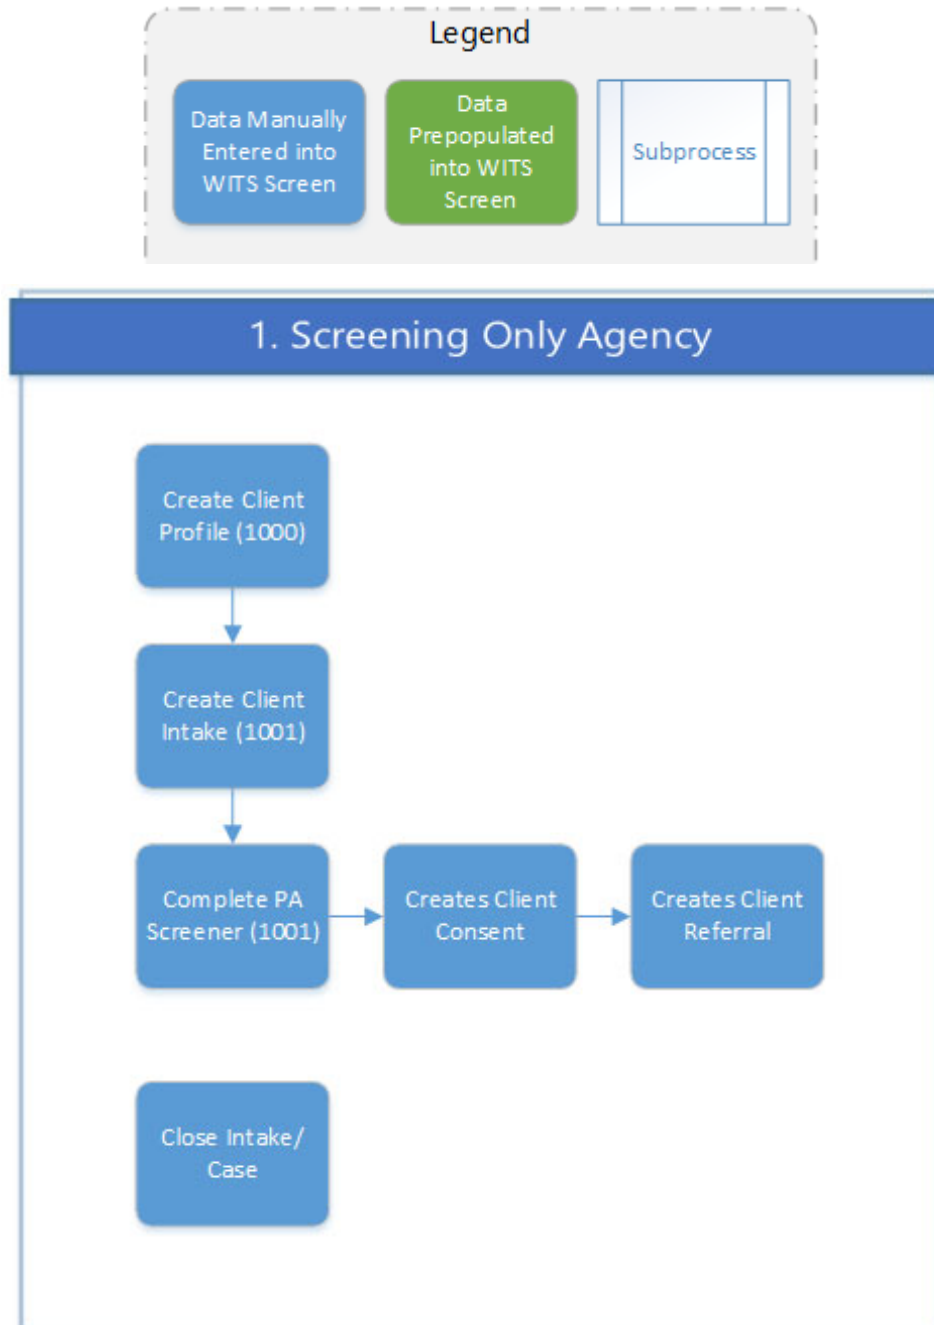 Legend
Data Manually
Entered into
WITS Screen
Data
Prepopulated
into WITS
Screen
Subprocess
1. Screening Only Agency
Create Client
Profile (1000)
Create Client
Intake (1001)
Complete PA
Screener (1001)
Creates Client
Consent
Creates Client
Referral
Close Intake/
Case